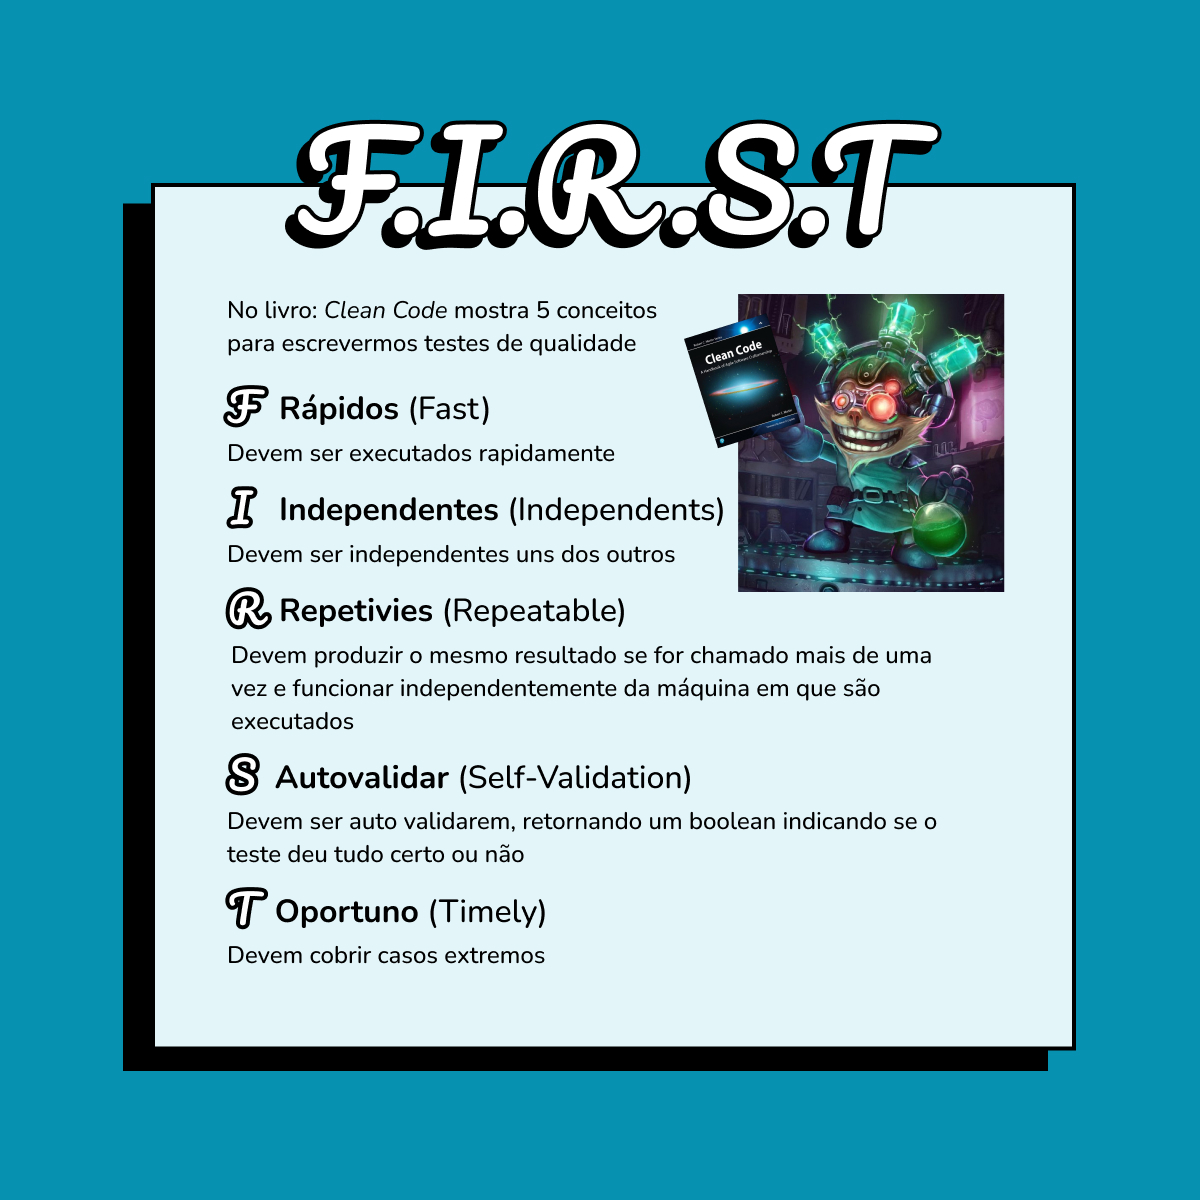 F.I.R.S.T
No livro: Clean Code mostra 5 conceitos
para escrevermos testes de qualidade
Clean Code
A Handbook of Agile Software Craftsmanship
F Rápidos (Fast)
Devem ser executados rapidamente
I Independentes (Independents)
Devem ser independentes uns dos outros
R Repetivies (Repeatable)
Devem produzir o mesmo resultado se for chamado mais de uma
vez e funcionar independentemente da máquina em que são
executados
S Autovalidar (Self-Validation)
Devem ser auto validarem, retornando um boolean indicando se o
teste deu tudo certo ou não
T Oportuno (Timely)
Devem cobrir casos extremos